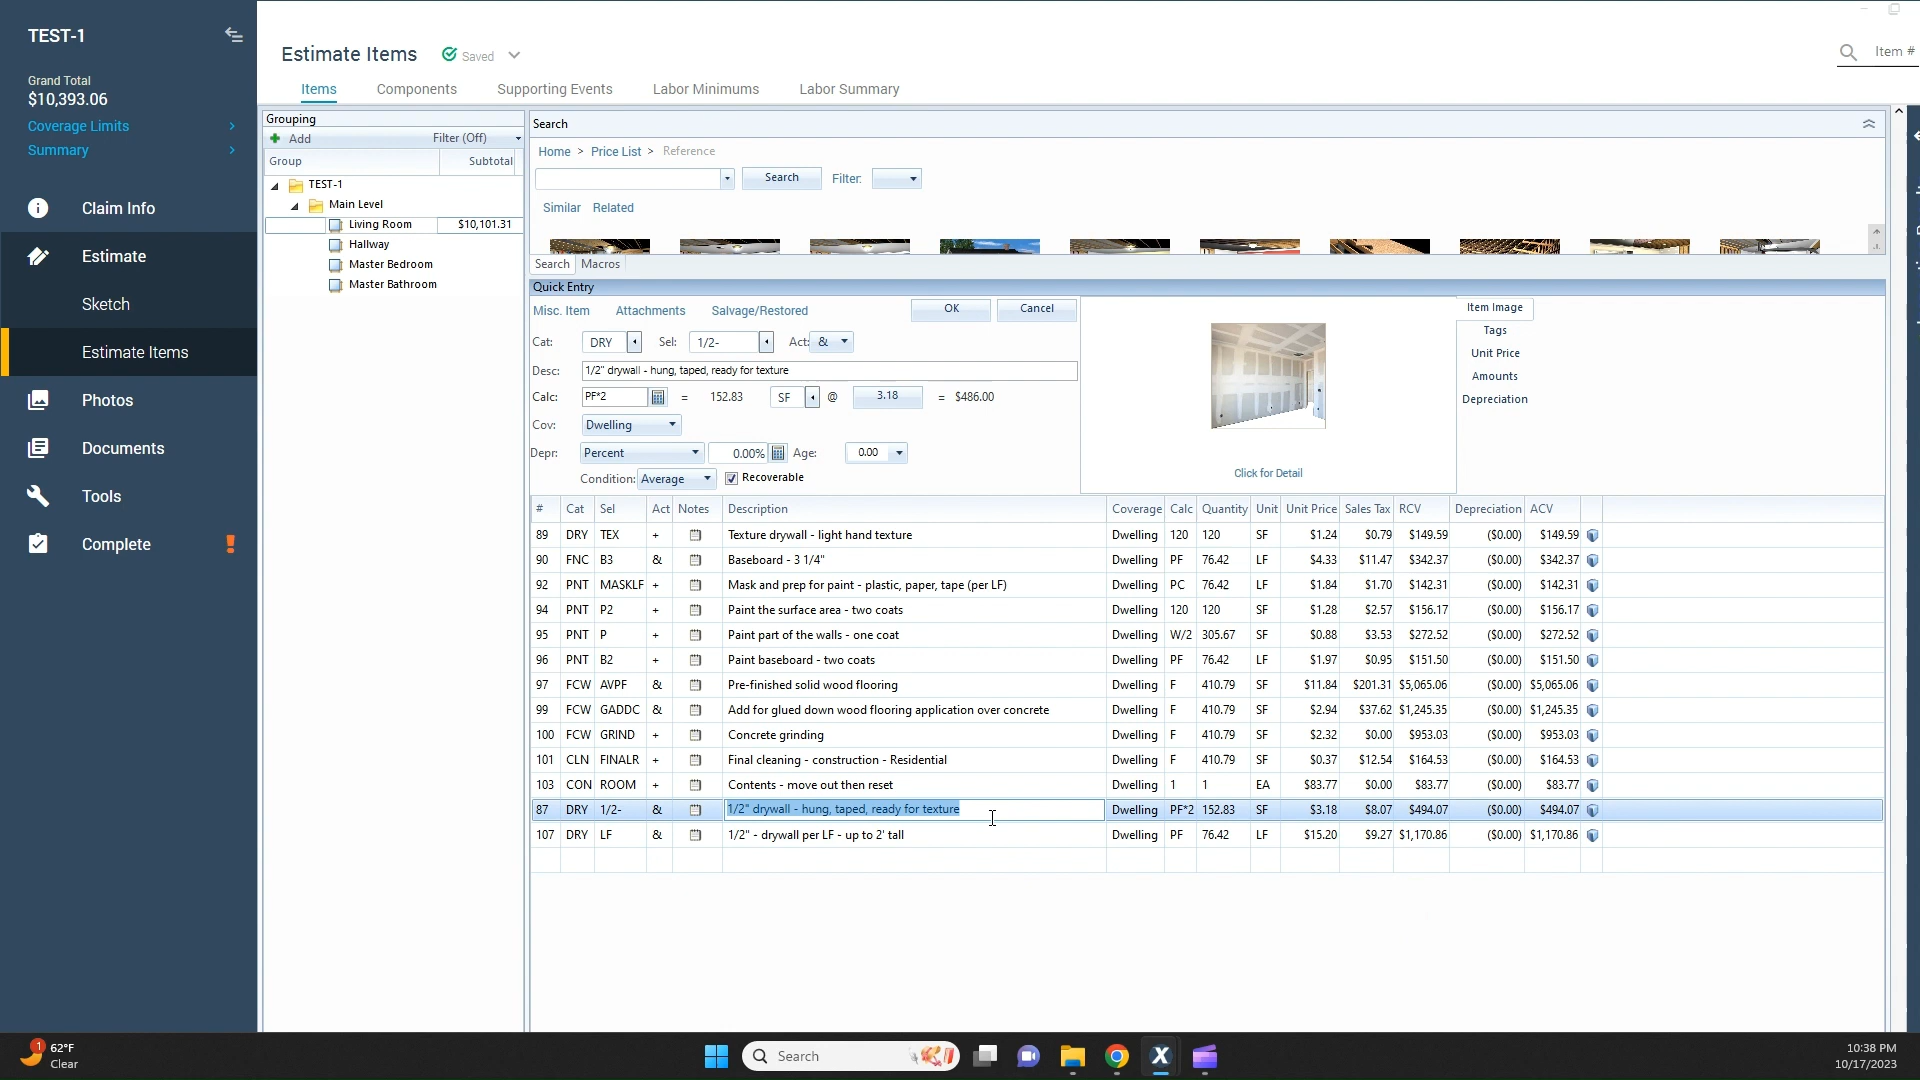 TEST-1
Grand Total
$10,393.06
Coverage Limits
Summary
Claim Info
Estimate
Sketch
Estimate Items
Photos
Documents
Tools
Complete
Estimate Items
Saved
Item #
Items
Components
Supporting Events
Labor Minimums
Labor Summary
Grouping
Add
Filter (Off)
Group
Subtotal
TEST-1
Main Level
Living Room $10,101.31
Hallway
Master Bedroom
Master Bathroom
Search
Home > Price List > Reference
Search
Filter:
Similar
Related
Search
Macros
Quick Entry
Misc. Item
Attachments
Salvage/Restored
OK
Cancel
Cat: DRY Sel: 1/2- Act: &
Desc: 1/2" drywall - hung, taped, ready for texture
Calc: PF*2 = 152.83 SF @ 3.18 = $486.00
Cov: Dwelling
Depr: Percent 0.00% Age: 0.00
Condition: Average Recoverable
Click for Detail
Item Image
Tags
Unit Price
Amounts
Depreciation
# Cat Sel Act Notes Description Coverage Calc Quantity Unit Unit Price Sales Tax RCV Depreciation ACV
89 DRY TEX + Texture drywall - light hand texture Dwelling 120 120 SF $1.24 $0.79 $149.59 ($0.00) $149.59
90 FNC B3 & Baseboard - 3 1/4" Dwelling PF 76.42 LF $4.33 $11.47 $342.37 ($0.00) $342.37
92 PNT MASKLF + Mask and prep for paint - plastic, paper, tape (per LF) Dwelling PC 76.42 LF $1.84 $1.70 $142.31 ($0.00) $142.31
94 PNT P2 + Paint the surface area - two coats Dwelling 120 120 SF $1.28 $2.57 $156.17 ($0.00) $156.17
95 PNT P + Paint part of the walls - one coat Dwelling W/2 305.67 SF $0.88 $3.53 $272.52 ($0.00) $272.52
96 PNT B2 + Paint baseboard - two coats Dwelling PF 76.42 LF $1.97 $0.95 $151.50 ($0.00) $151.50
97 FCW AVPF & Pre-finished solid wood flooring Dwelling F 410.79 SF $11.84 $201.31 $5,065.06 ($0.00) $5,065.06
99 FCW GADDC & Add for glued down wood flooring application over concrete Dwelling F 410.79 SF $2.94 $37.62 $1,245.35 ($0.00) $1,245.35
100 FCW GRIND + Concrete grinding Dwelling F 410.79 SF $2.32 $0.00 $953.03 ($0.00) $953.03
101 CLN FINALR + Final cleaning - construction - Residential Dwelling F 410.79 SF $0.37 $12.54 $164.53 ($0.00) $164.53
103 CON ROOM + Contents - move out then reset Dwelling 1 1 EA $83.77 $0.00 $83.77 ($0.00) $83.77
87 DRY 1/2- & 1/2" drywall - hung, taped, ready for texture Dwelling PF*2 152.83 SF $3.18 $8.07 $494.07 ($0.00) $494.07
107 DRY LF & 1/2" - drywall per LF - up to 2' tall Dwelling PF 76.42 LF $15.20 $9.27 $1,170.86 ($0.00) $1,170.86
1
62°F
Clear
Search
X
10:38 PM
10/17/2023